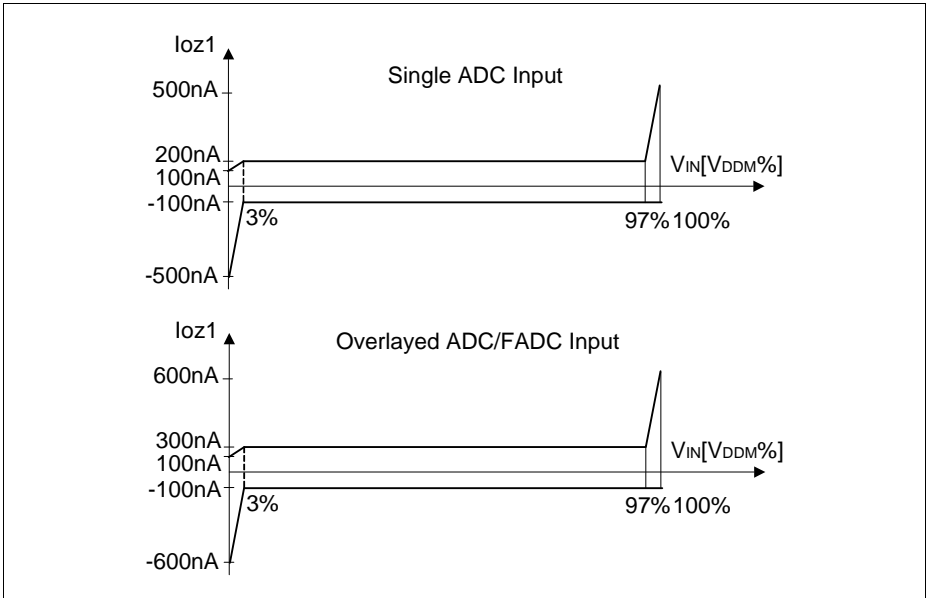 Ioz1
Single ADC Input
500nA
200nA
VIN[VDDM%]
100nA
-100nA
3%
97% 100%
-500nA
Ioz1
Overlayed ADC/FADC Input
600nA
300nA
VIN[VDDM%]
100nA
-100nA
3%
97% 100%
-600nA